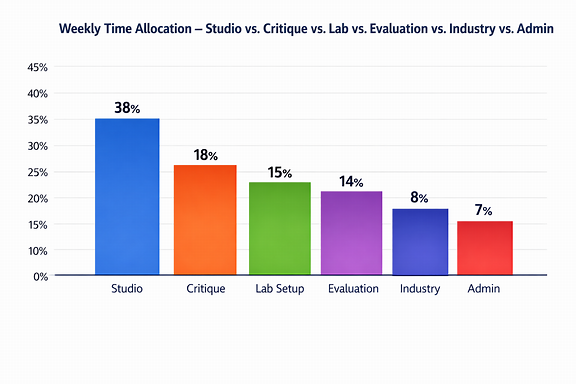 Weekly Time Allocation – Studio vs. Critique vs. Lab vs. Evaluation vs. Industry vs. Admin
45%
40%
35%
30%
25%
20%
15%
10%
0%
38%
18%
15%
14%
8%
7%
Studio
Critique
Lab Setup
Evaluation
Industry
Admin